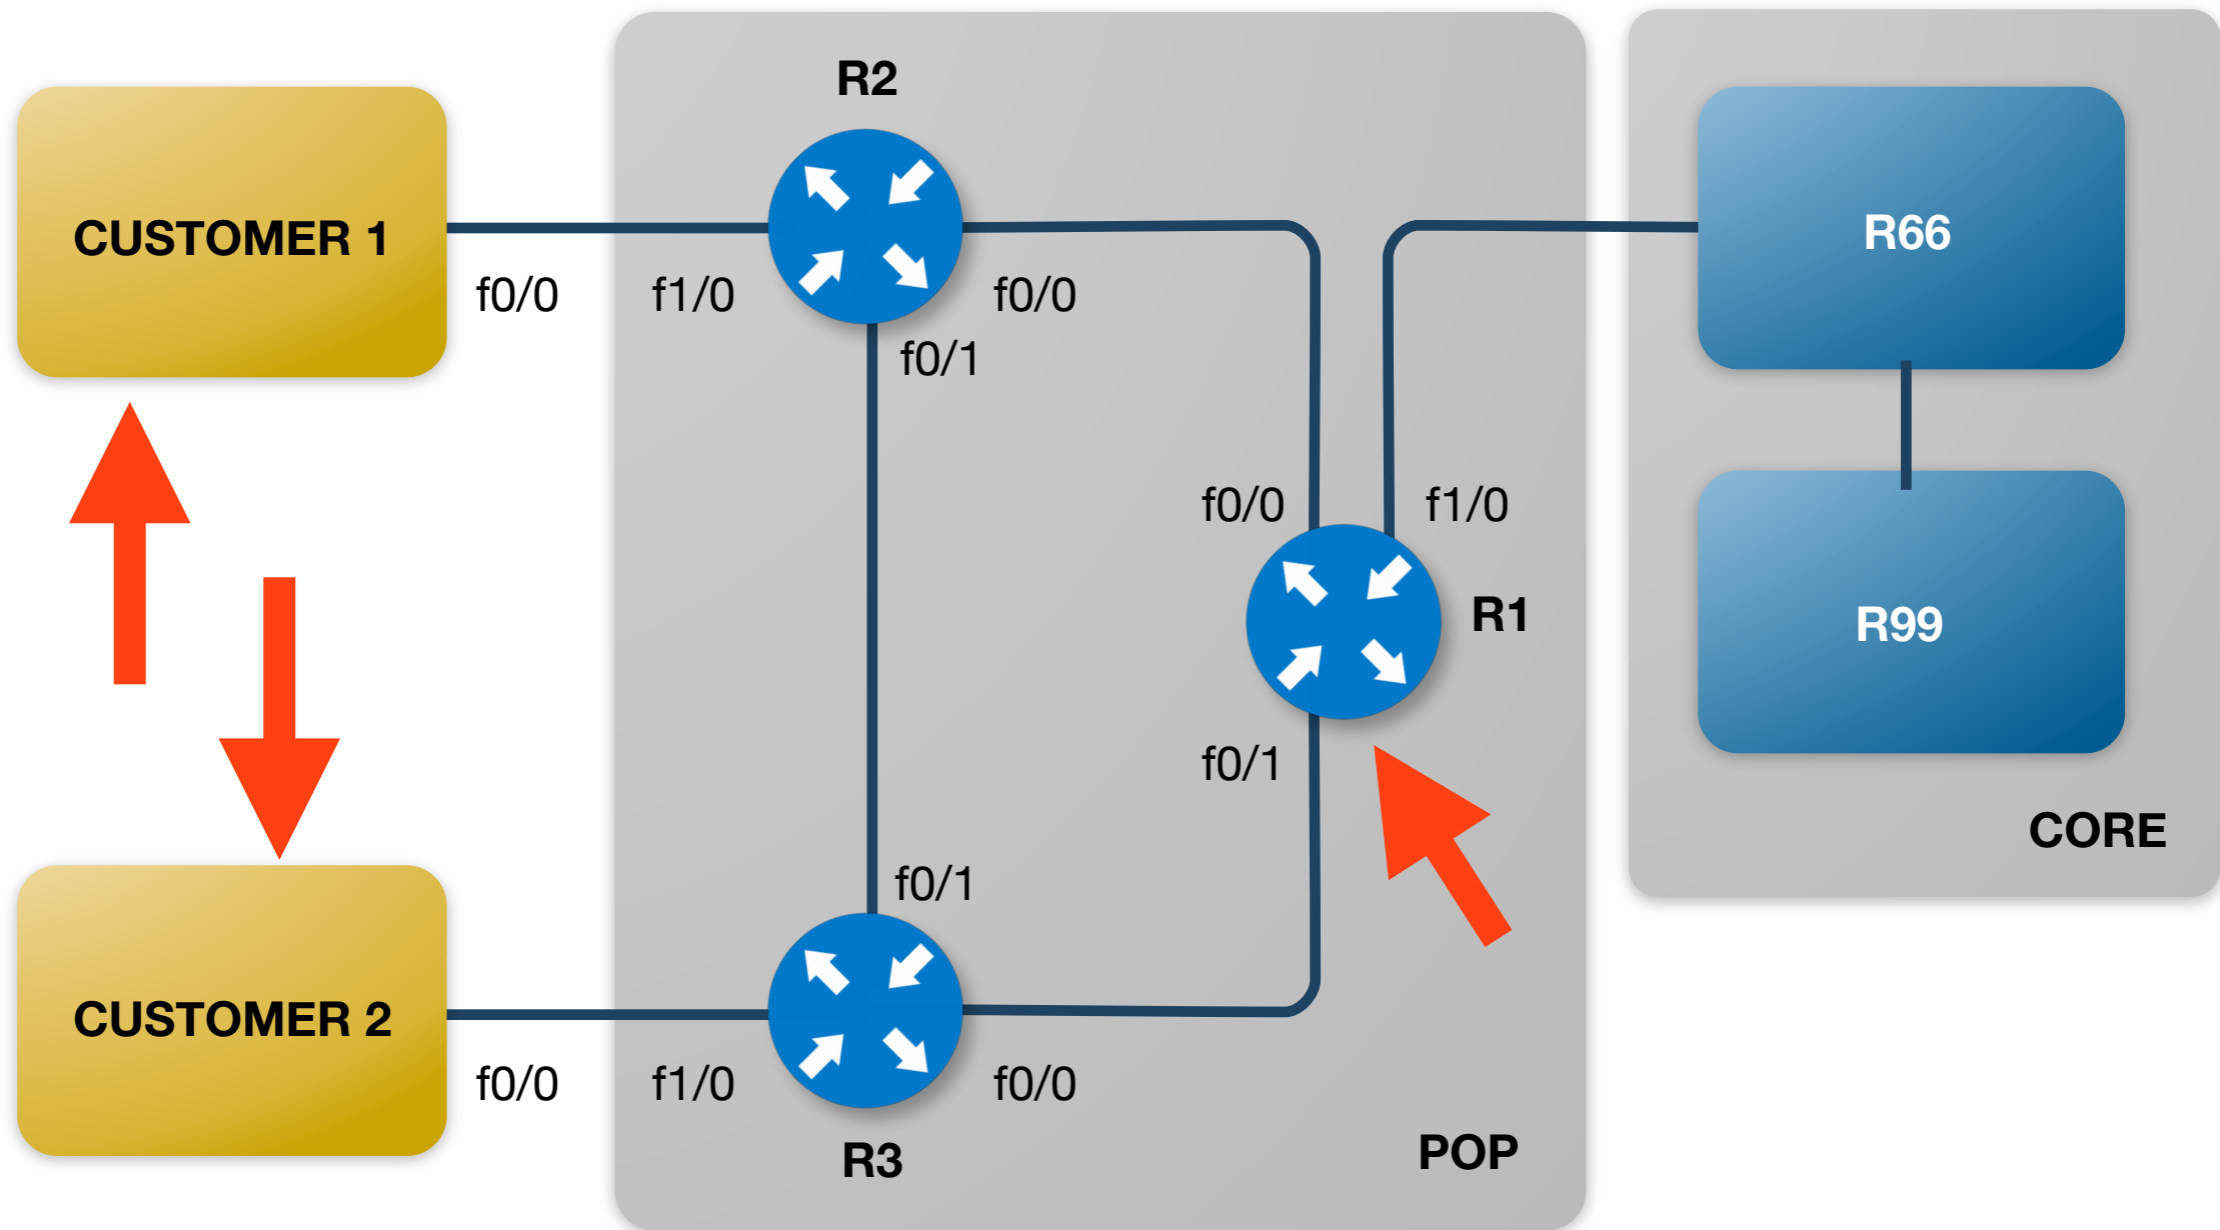 R2
CUSTOMER 1
R66
f0/0
f1/0
f0/0
f0/1
f0/0
f1/0
R1
R99
f0/1
CORE
f0/1
CUSTOMER 2
f0/0
f1/0
f0/0
R3
POP